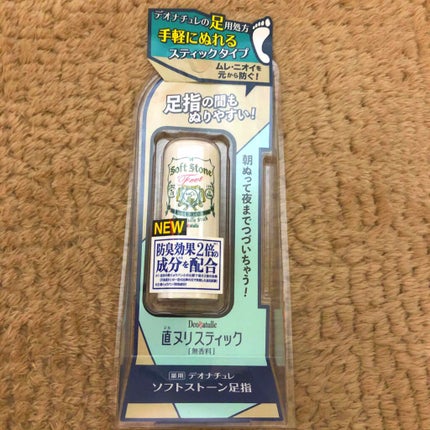 デオナチュレの足用処方
手軽にぬれる
スティックタイプ
ムレ・ニオイを
元から防ぐ!
足指の間も
ぬりやすい!
朝ぬって夜までつづいちゃう!
Soft Stone
Foot
NEW
防臭効果2倍の
成分を配合
Deonatulle
直ヌリスティック
[無香料]
薬用 デオナチュレ
ソフトストーン足指